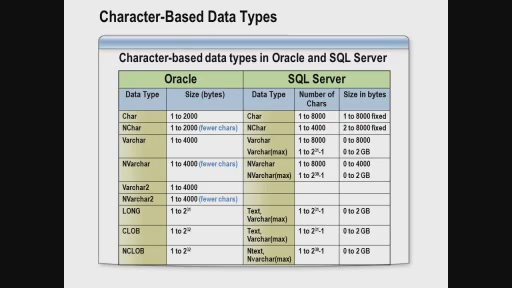 Character-Based Data Types
Character-based data types in Oracle and SQL Server
Oracle SQL Server
Data Type Size (bytes) Data Type Number of Chars Size in bytes
Char 1 to 2000 Char 1 to 8000 1 to 8000 fixed
NChar 1 to 2000 (fewer chars) NChar 1 to 4000 2 to 8000 fixed
Varchar 1 to 4000 Varchar 1 to 8000 0 to 8000
Varchar(max) 1 to 2³¹-1 0 to 2 GB
NVarchar 1 to 4000 (fewer chars) NVarchar 1 to 8000 0 to 4000
NVarchar(max) 1 to 2³⁰-1 0 to 2 GB
Varchar2 1 to 4000
NVarchar2 1 to 4000 (fewer chars)
LONG 1 to 2³¹ Text, Varchar(max) 1 to 2³¹-1 0 to 2 GB
CLOB 1 to 2³² Text, Varchar(max) 1 to 2³¹-1 0 to 2 GB
NCLOB 1 to 2³² Ntext, Nvarchar(max) 1 to 2³⁰-1 0 to 2 GB